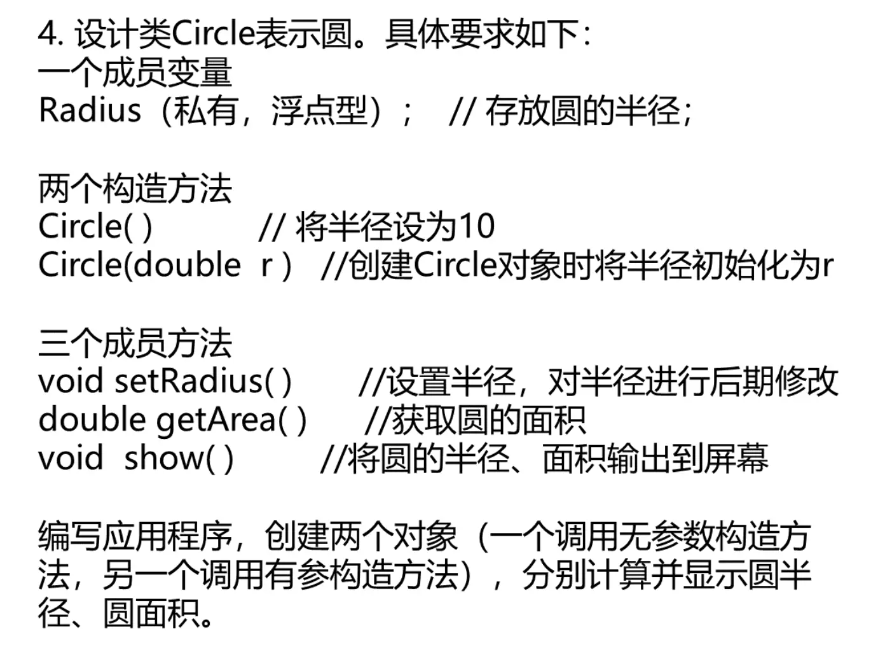 4. 设计类Circle表示圆。具体要求如下：
一个成员变量
Radius（私有，浮点型）； // 存放圆的半径；
两个构造方法
Circle( ) // 将半径设为10
Circle(double r ) //创建Circle对象时将半径初始化为r
三个成员方法
void setRadius( ) //设置半径，对半径进行后期修改
double getArea( ) //获取圆的面积
void show( ) //将圆的半径、面积输出到屏幕
编写应用程序，创建两个对象（一个调用无参数构造方
法，另一个调用有参构造方法），分别计算并显示圆半
径、圆面积。